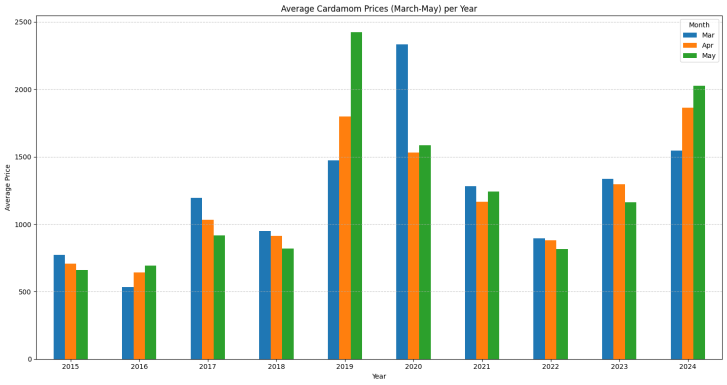 Average Cardamom Prices (March-May) per Year
Month
Mar
Apr
May
Average Price
2500
2000
1500
1000
500
0
2015 2016 2017 2018 2019 2020 2021 2022 2023 2024
Year